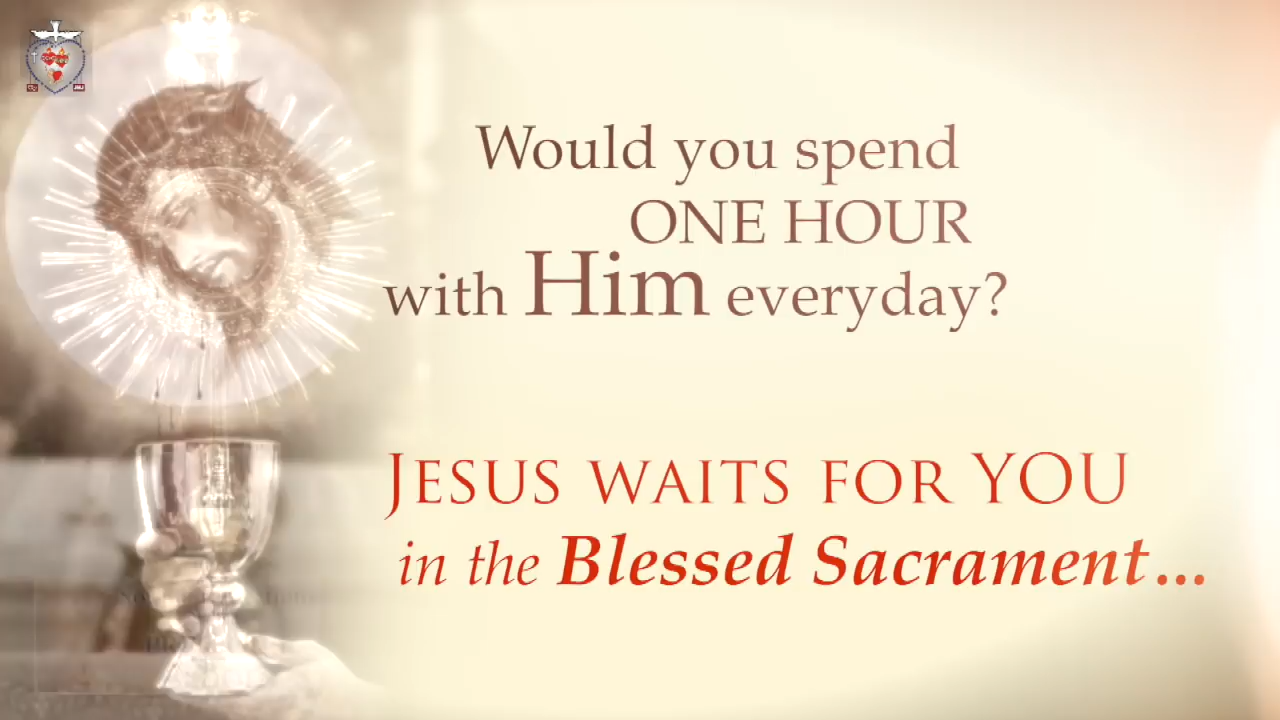 Would you spend
ONE HOUR
with Him everyday?
JESUS WAITS FOR YOU
in the Blessed Sacrament...